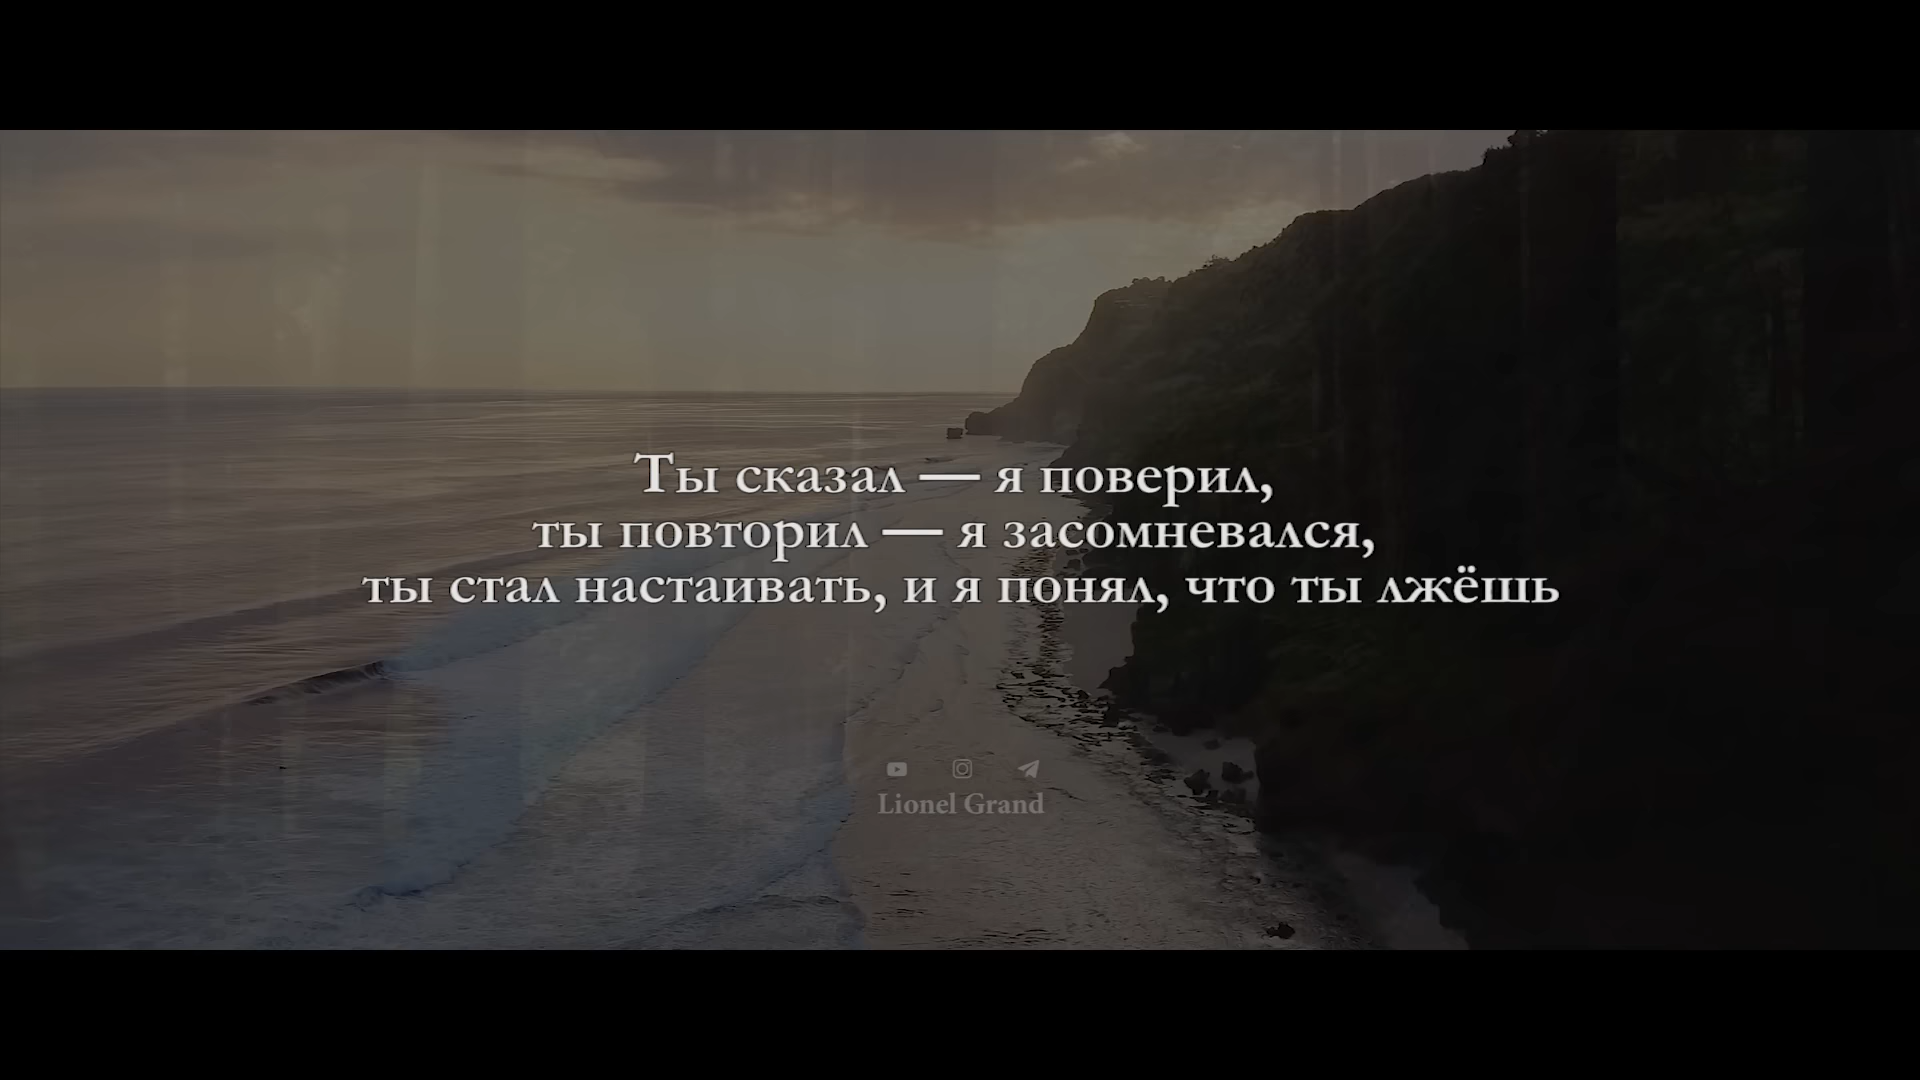 Ты сказал — я поверил,
ты повторил — я засомневался,
ты стал настаивать, и я понял, что ты лжёшь
Lionel Grand